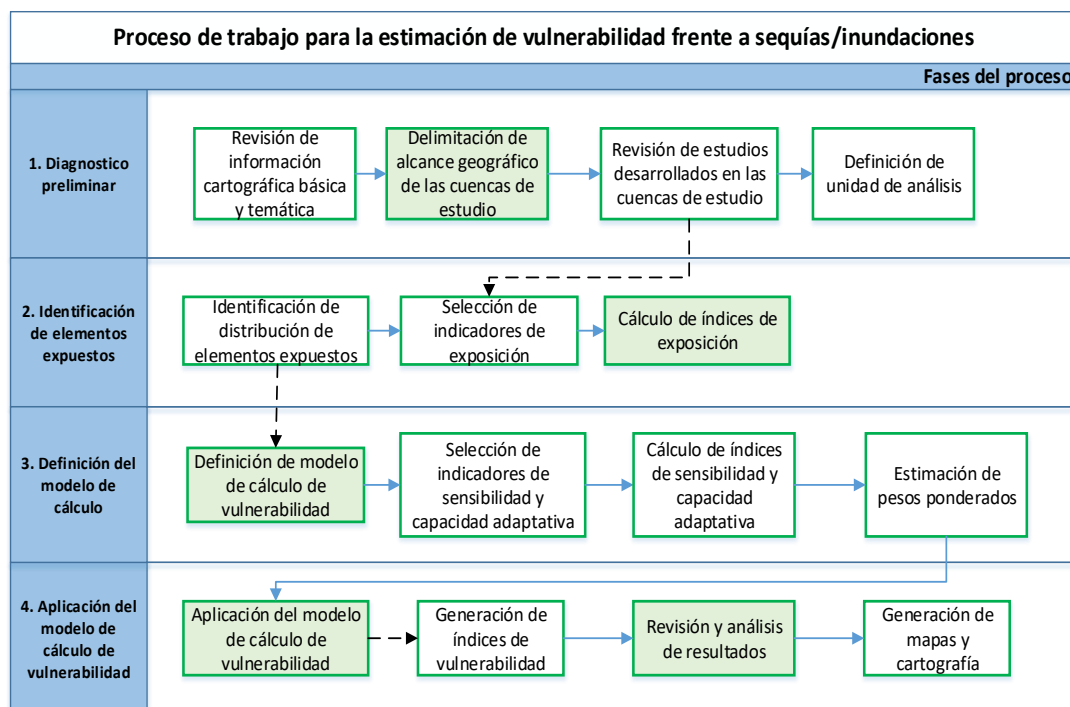 Proceso de trabajo para la estimación de vulnerabilidad frente a sequías/inundaciones
Fases del proceso
1. Diagnostico
preliminar
Revisión de
información
cartográfica básica
y temática
Delimitación de
alcance geográfico
de las cuencas de
estudio
Revisión de estudios
desarrollados en las
cuencas de estudio
Definición de
unidad de análisis
2. Identificación
de elementos
expuestos
Identificación de
distribución de
elementos expuestos
Selección de
indicadores de
exposición
Cálculo de índices de
exposición
3. Definición del
modelo de
cálculo
Definición de modelo
de cálculo de
vulnerabilidad
Selección de
indicadores de
sensibilidad y
capacidad adaptativa
Cálculo de índices
de sensibilidad y
capacidad
adaptativa
Estimación de
pesos ponderados
4. Aplicación del
modelo de
cálculo de
vulnerabilidad
Aplicación del modelo
de cálculo de
vulnerabilidad
Generación de
índices de
vulnerabilidad
Revisión y análisis
de resultados
Generación de
mapas y
cartografía